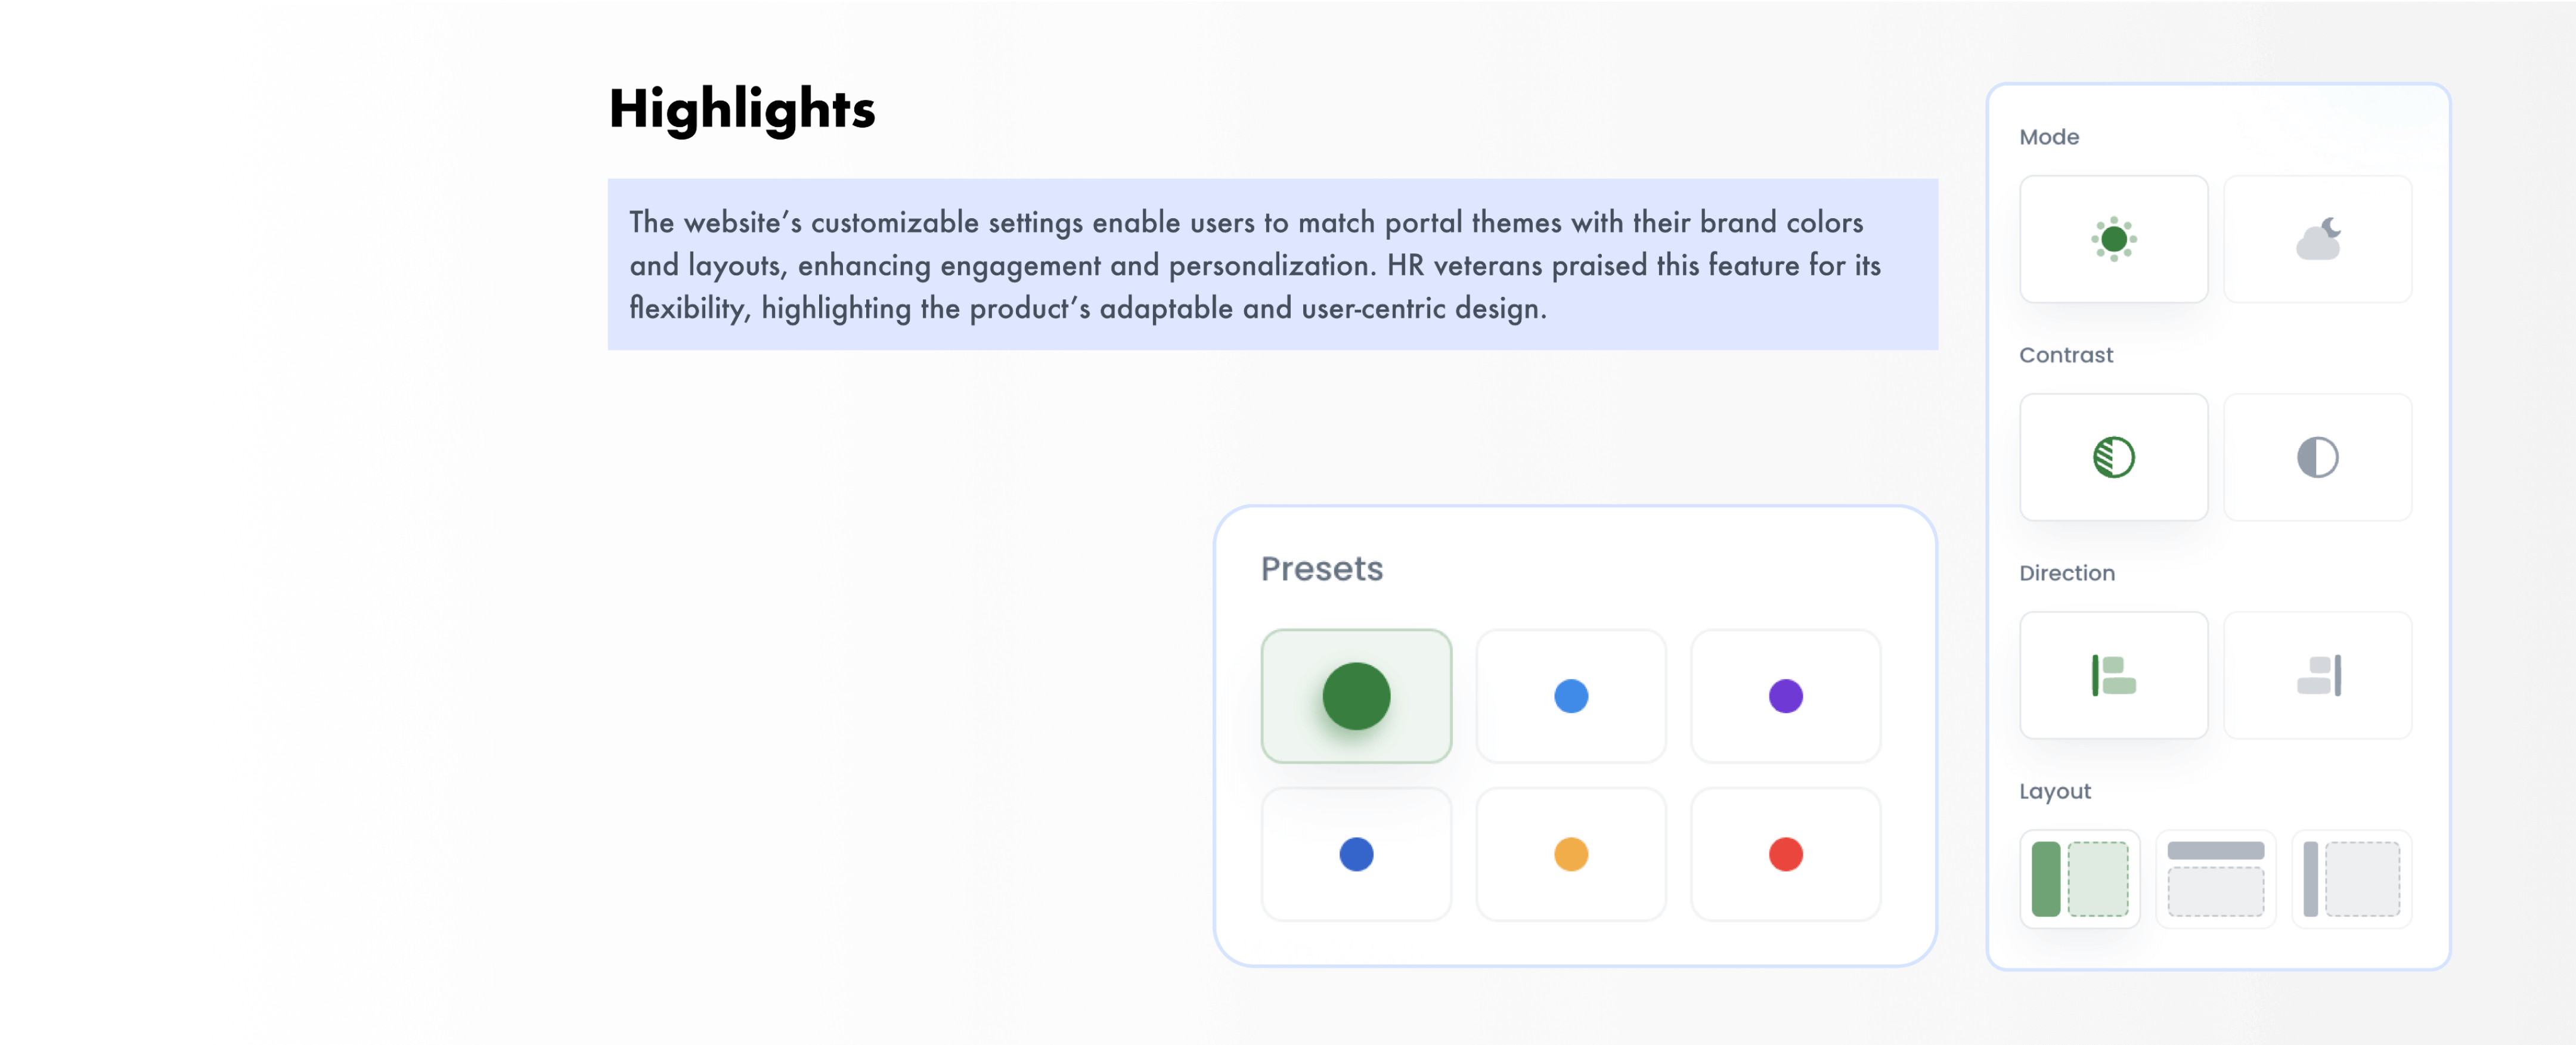 Highlights
The website’s customizable settings enable users to match portal themes with their brand colors
and layouts, enhancing engagement and personalization. HR veterans praised this feature for its
flexibility, highlighting the product’s adaptable and user-centric design.
Presets
Mode
Contrast
Direction
Layout